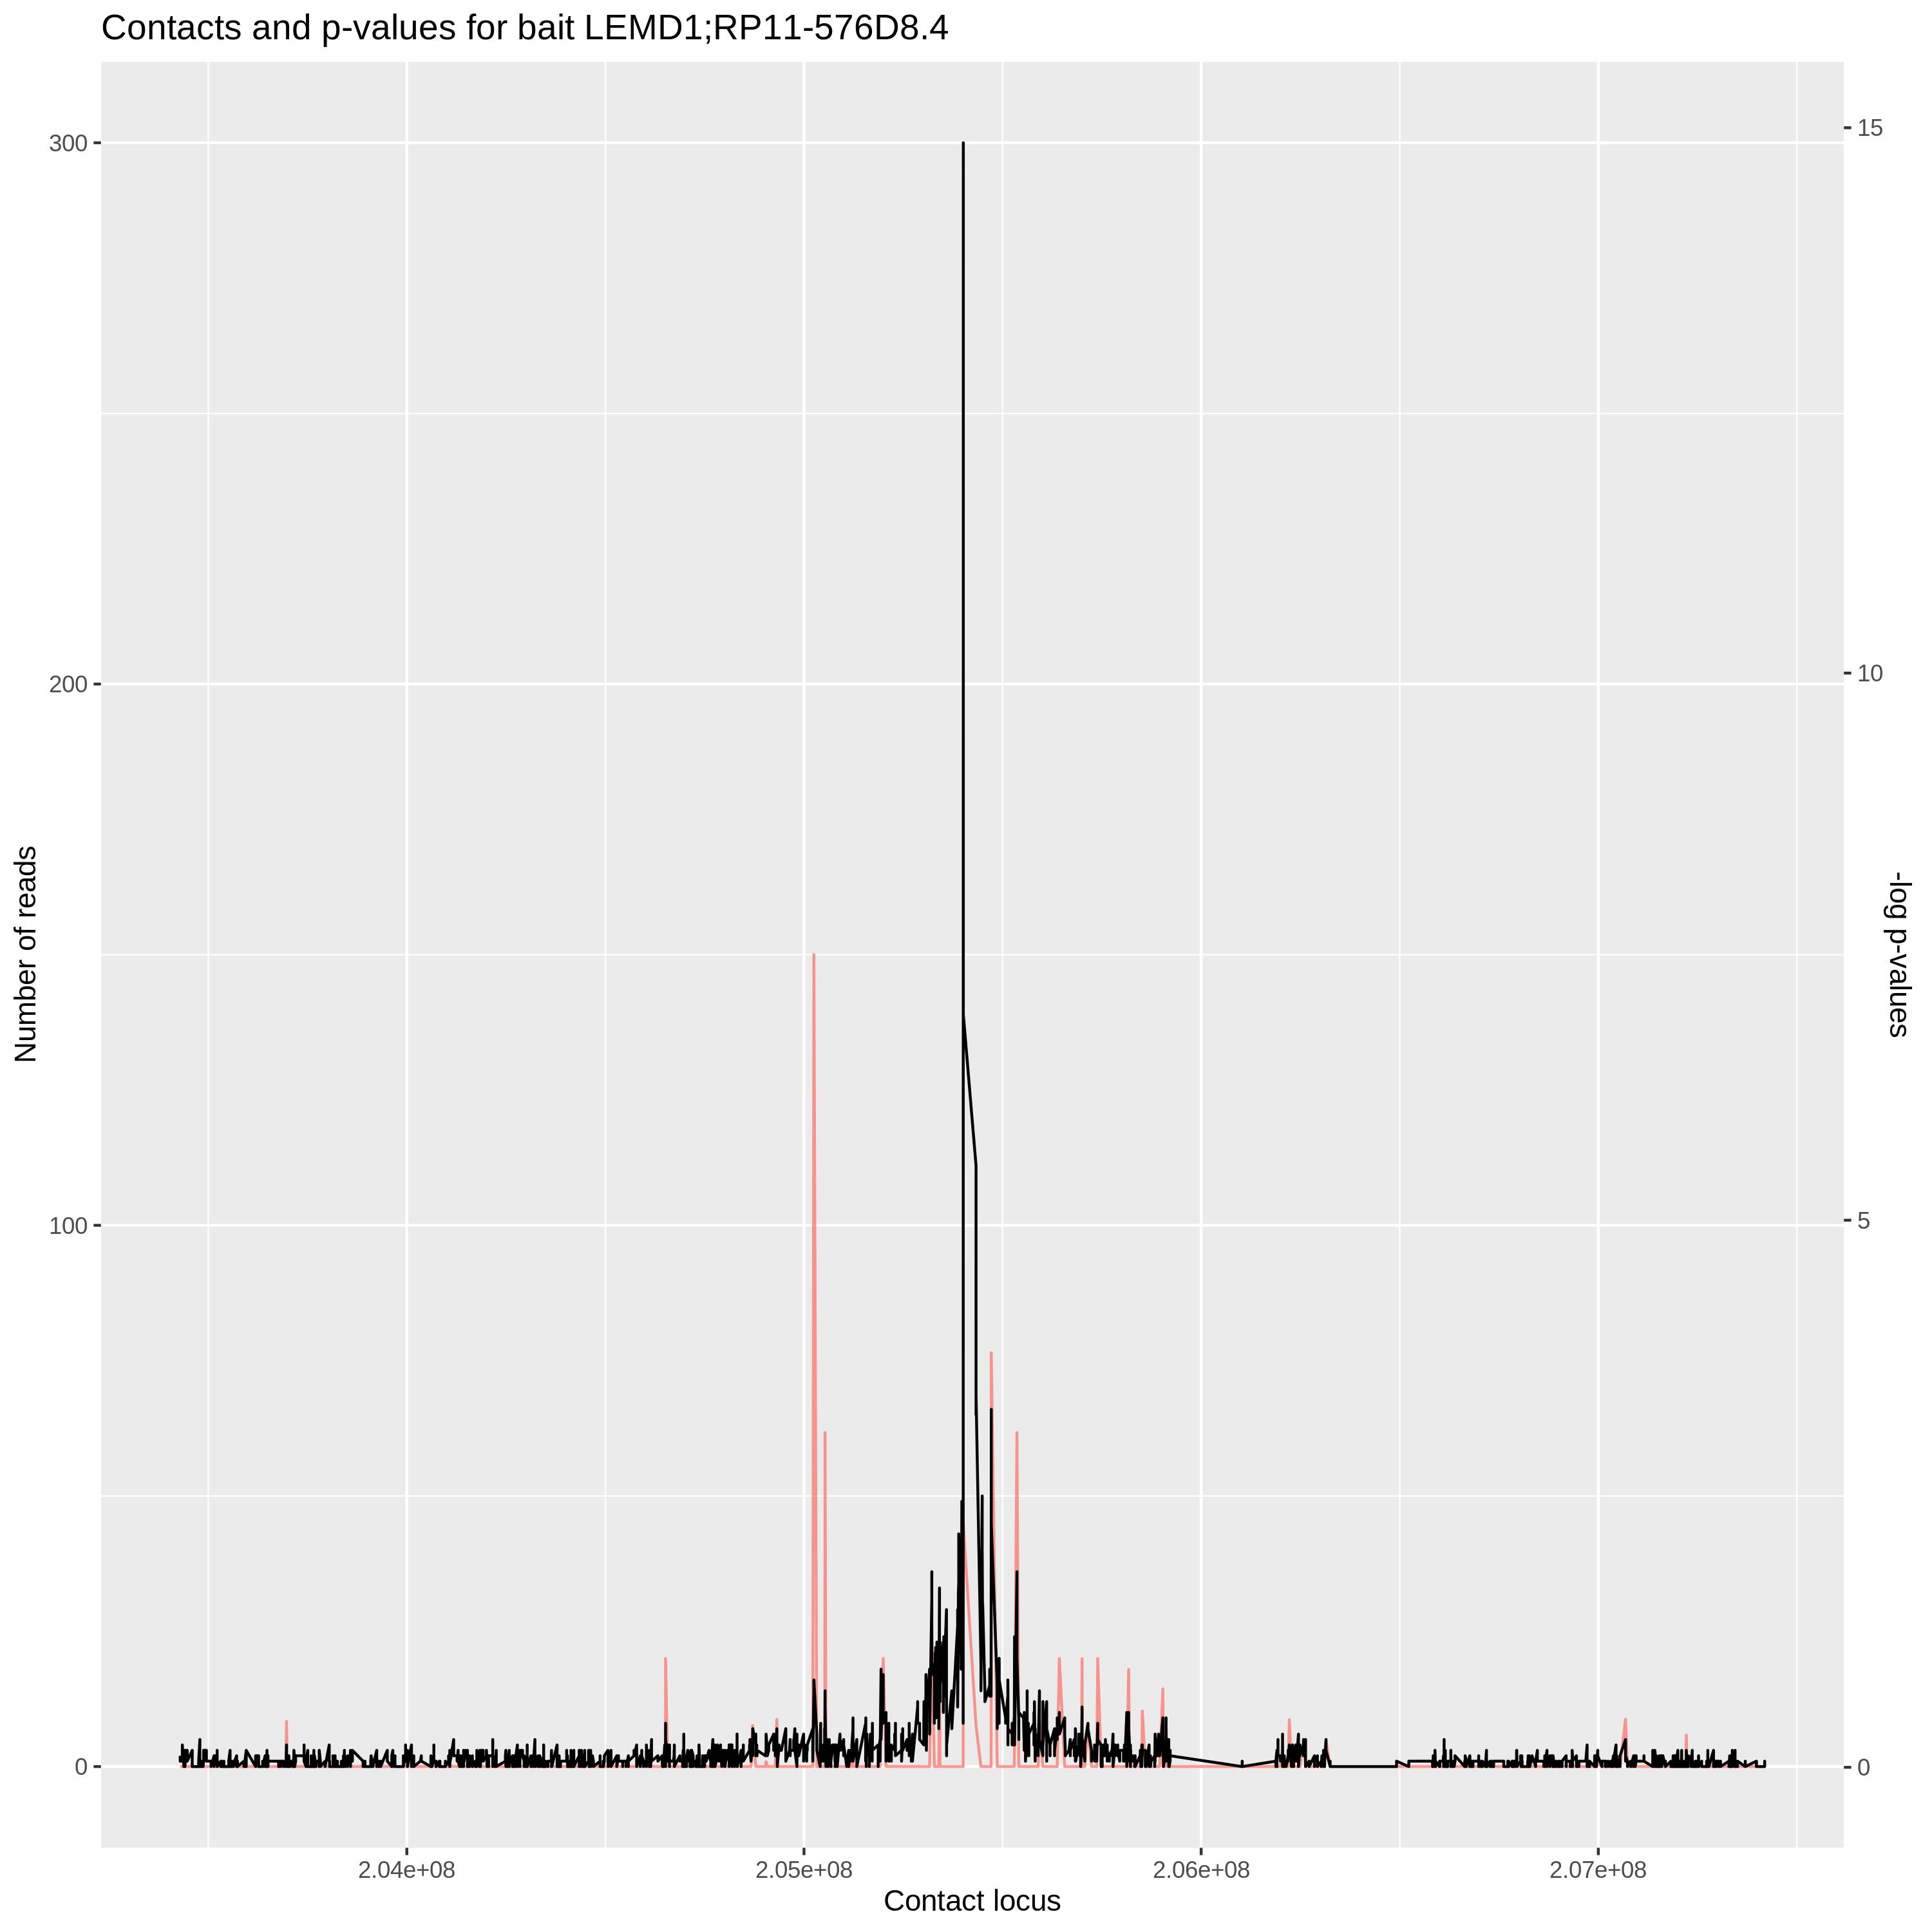 Contacts and p-values for bait LEMD1;RP11-576D8.4
300
200
100
0
15
10
5
0
Number of reads
-log p-values
2.04e+08
2.05e+08
2.06e+08
2.07e+08
Contact locus